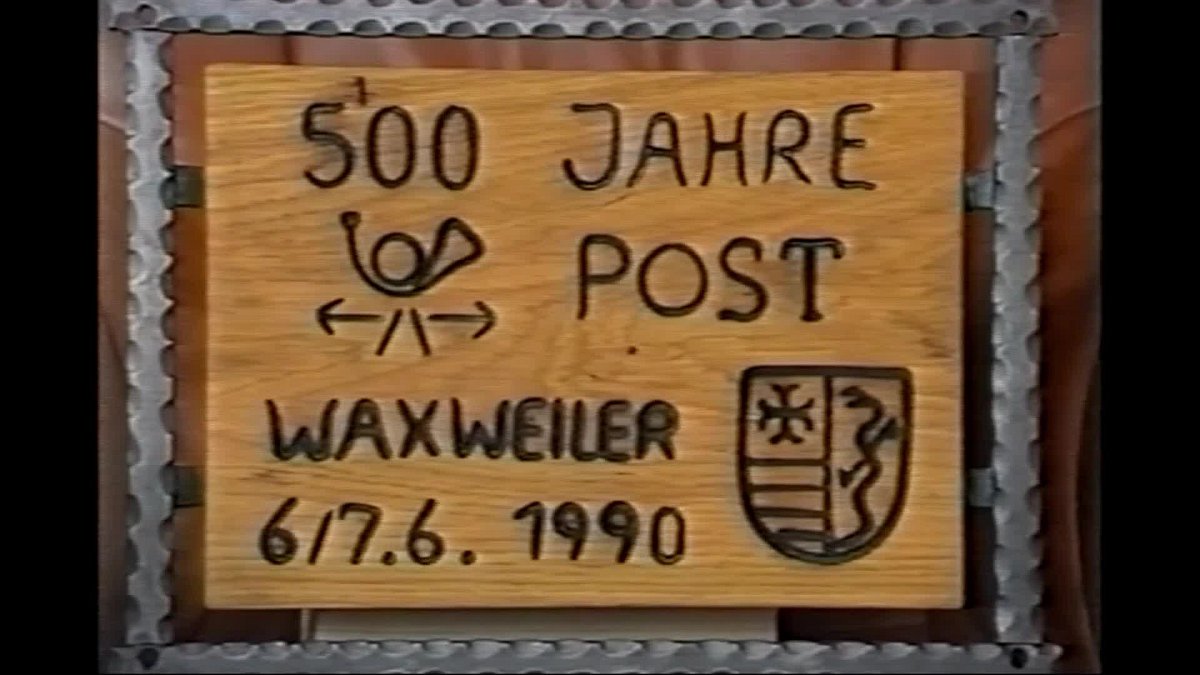 500 JAHRE
POST
WAXWEILER
6/7.6. 1990